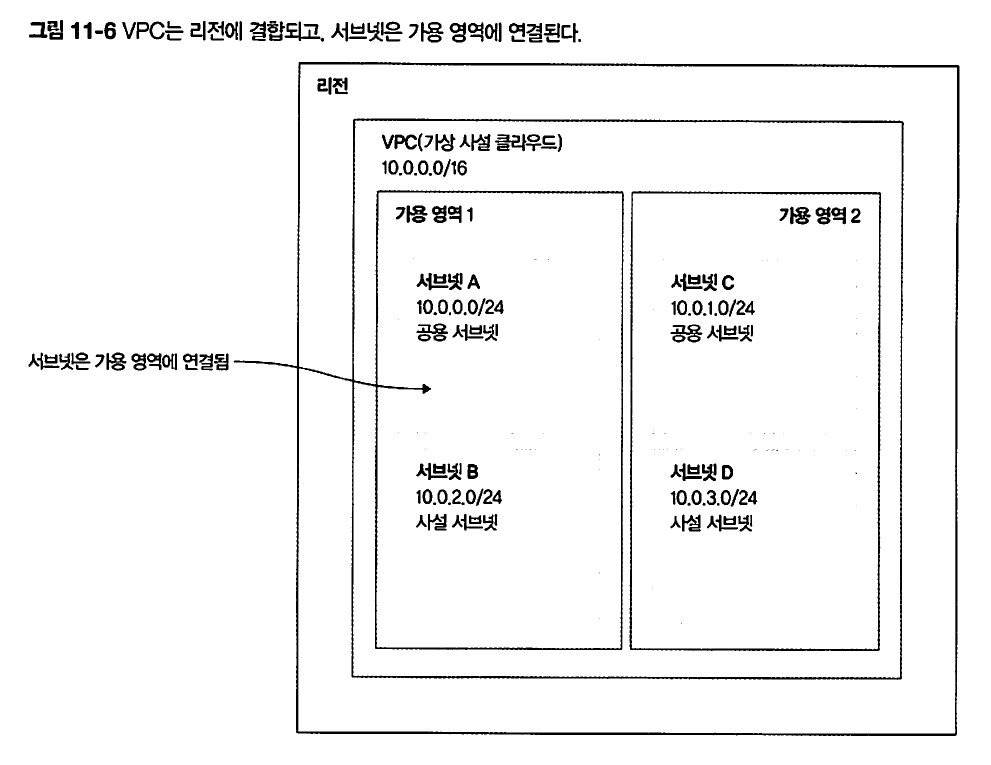 그림 11-6 VPC는 리전에 결합되고, 서브넷은 가용 영역에 연결된다.
리전
VPC(가상 사설 클라우드)
10.0.0.0/16
가용 영역 1
서브넷 A
10.0.0.0/24
공용 서브넷
서브넷은 가용 영역에 연결됨
서브넷 B
10.0.2.0/24
사설 서브넷
가용 영역 2
서브넷 C
10.0.1.0/24
공용 서브넷
서브넷 D
10.0.3.0/24
사설 서브넷